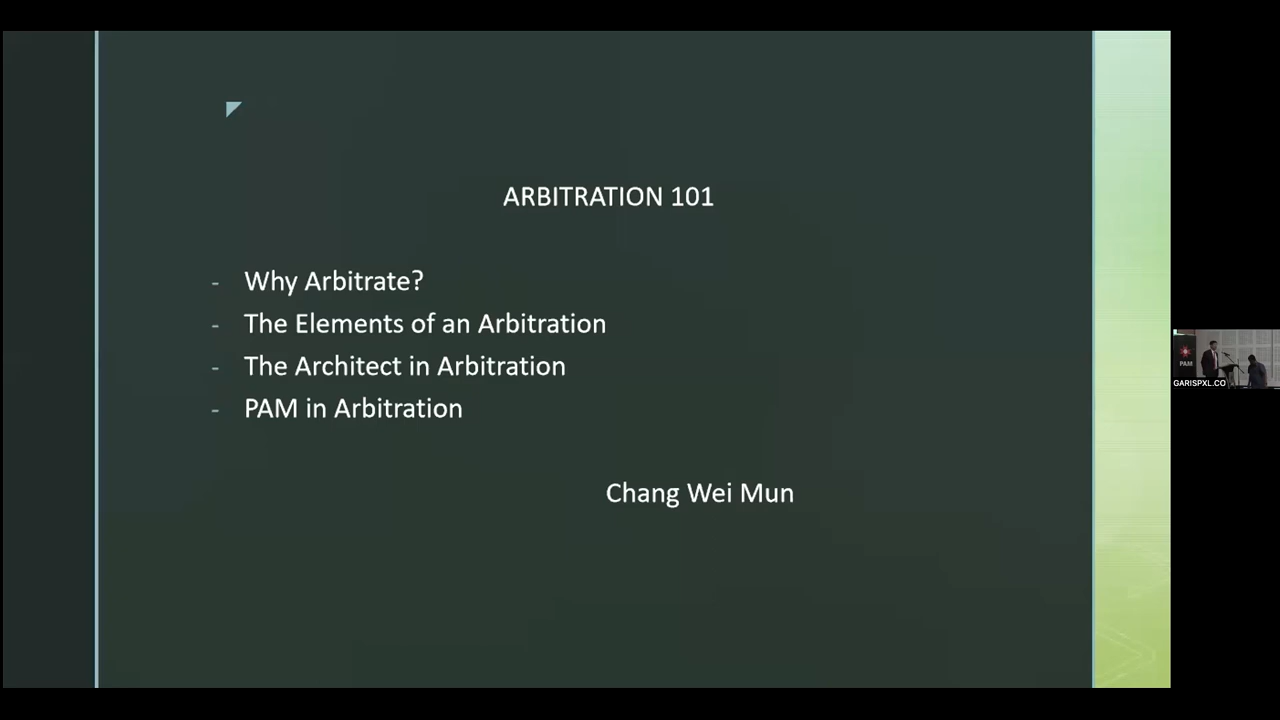 ARBITRATION 101
- Why Arbitrate?
- The Elements of an Arbitration
- The Architect in Arbitration
- PAM in Arbitration
Chang Wei Mun
PAM
GARISPXL.CO